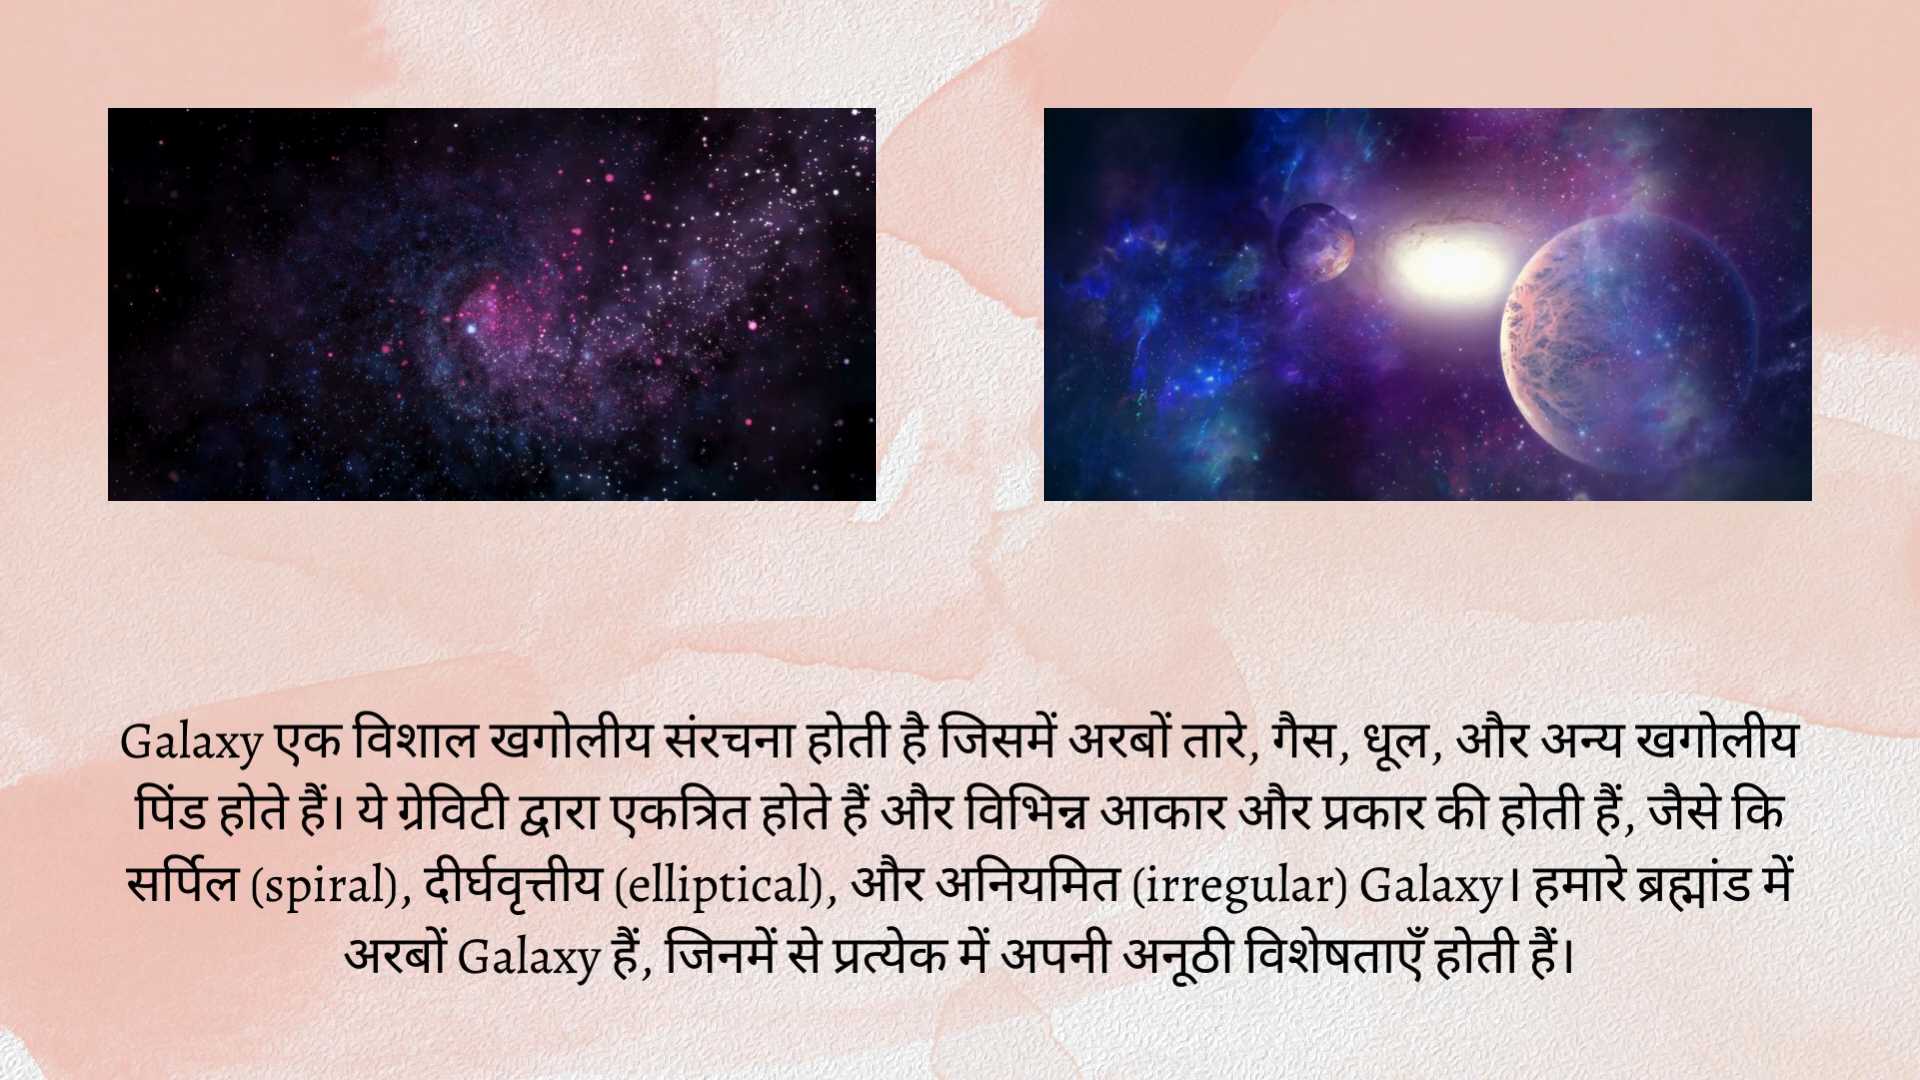 Galaxy एक विशाल खगोलीय संरचना होती है जिसमें अरबों तारे, गैस, धूल, और अन्य खगोलीय
पिंड होते हैं। ये ग्रेविटी द्वारा एकत्रित होते हैं और विभिन्न आकार और प्रकार की होती हैं, जैसे कि
सर्पिल (spiral), दीर्घवृत्तीय (elliptical), और अनियमित (irregular) Galaxy। हमारे ब्रह्मांड में
अरबों Galaxy हैं, जिनमें से प्रत्येक में अपनी अनूठी विशेषताएँ होती हैं।